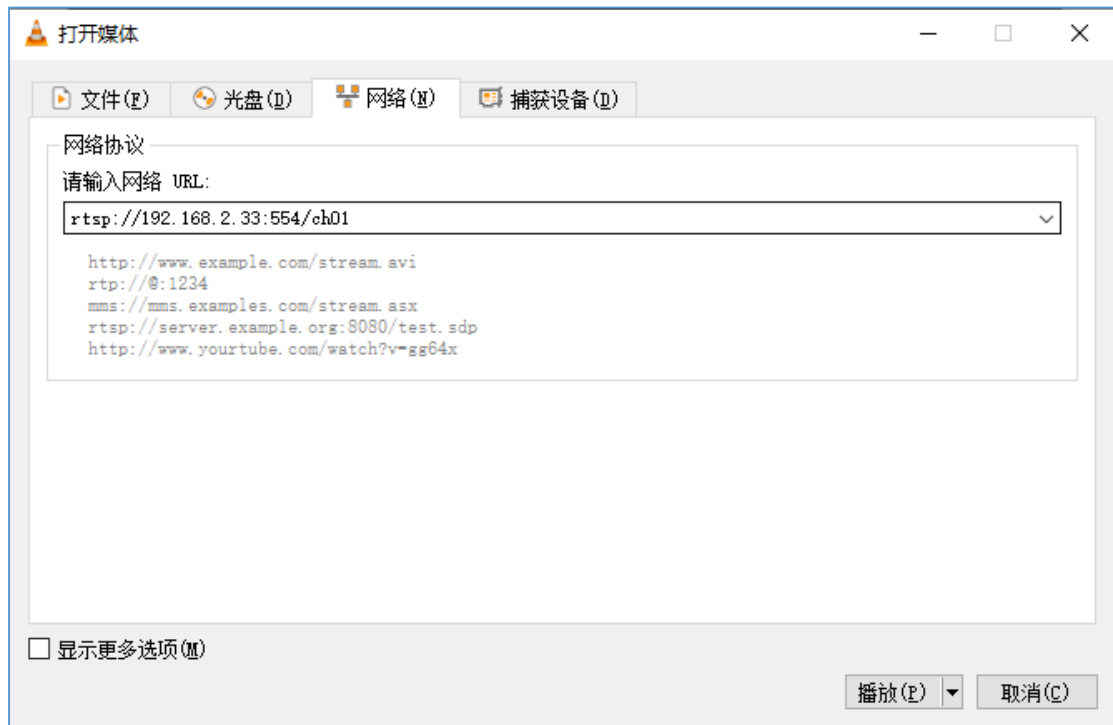 打开媒体
文件(F) 光盘(D) 网络(N) 捕获设备(D)
网络协议
请输入网络 URL:
rtsp://192.168.2.33:554/ch01
http://www.example.com/stream.avi
rtp://@:1234
mms://mms.examples.com/stream.asx
rtsp://server.example.org:8080/test.sdp
http://www.yourtube.com/watch?v=gg64x
显示更多选项(M)
播放(P) 取消(C)